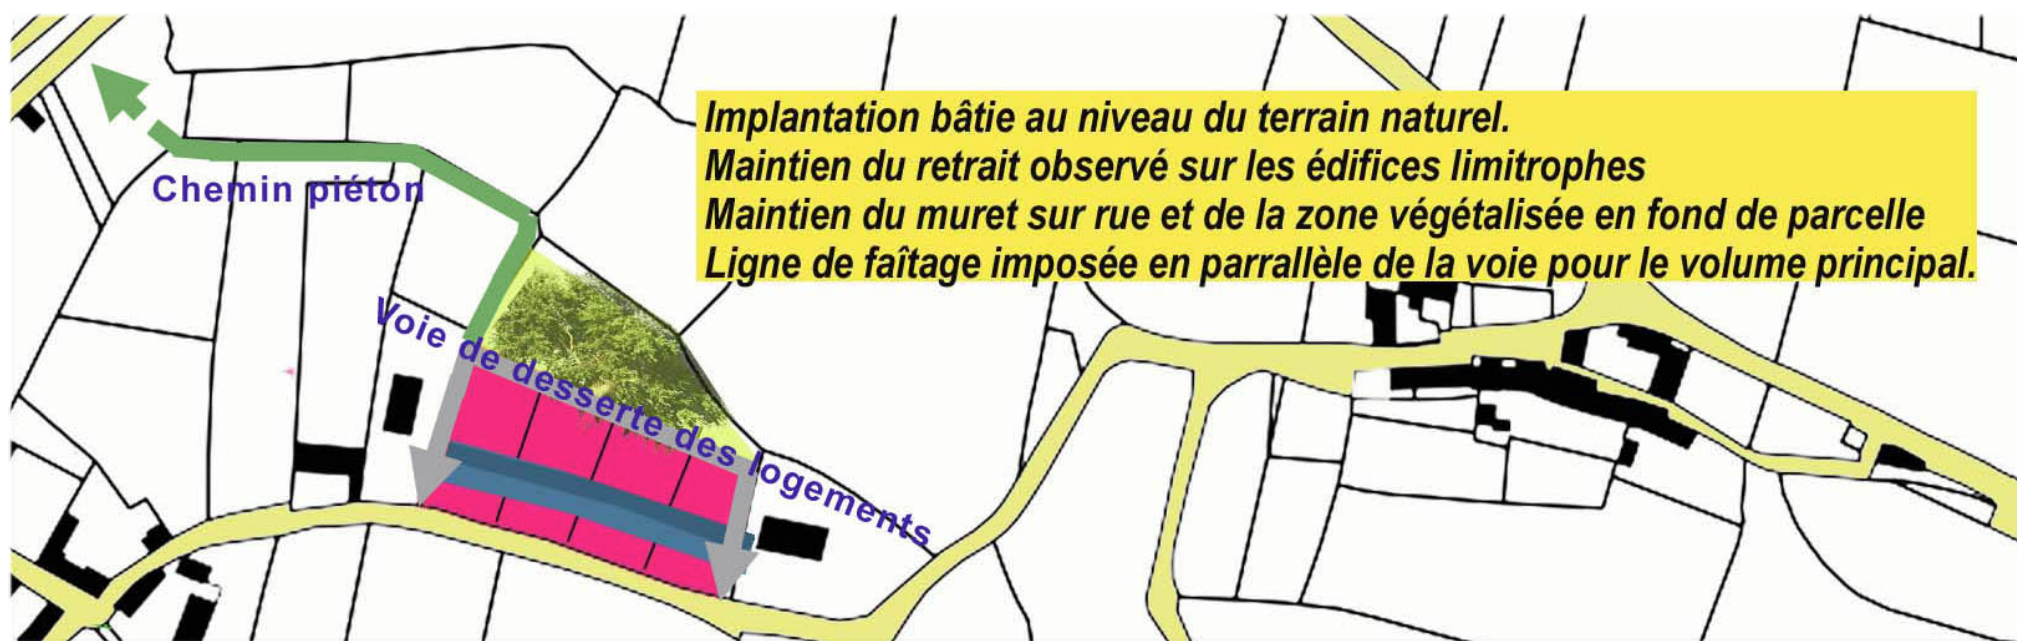 Implantation bâtie au niveau du terrain naturel.
Maintien du retrait observé sur les édifices limitrophes
Maintien du muret sur rue et de la zone végétalisée en fond de parcelle
Ligne de faîtage imposée en parrallèle de la voie pour le volume principal.
Chemin piéton
Voie de desserte des logements